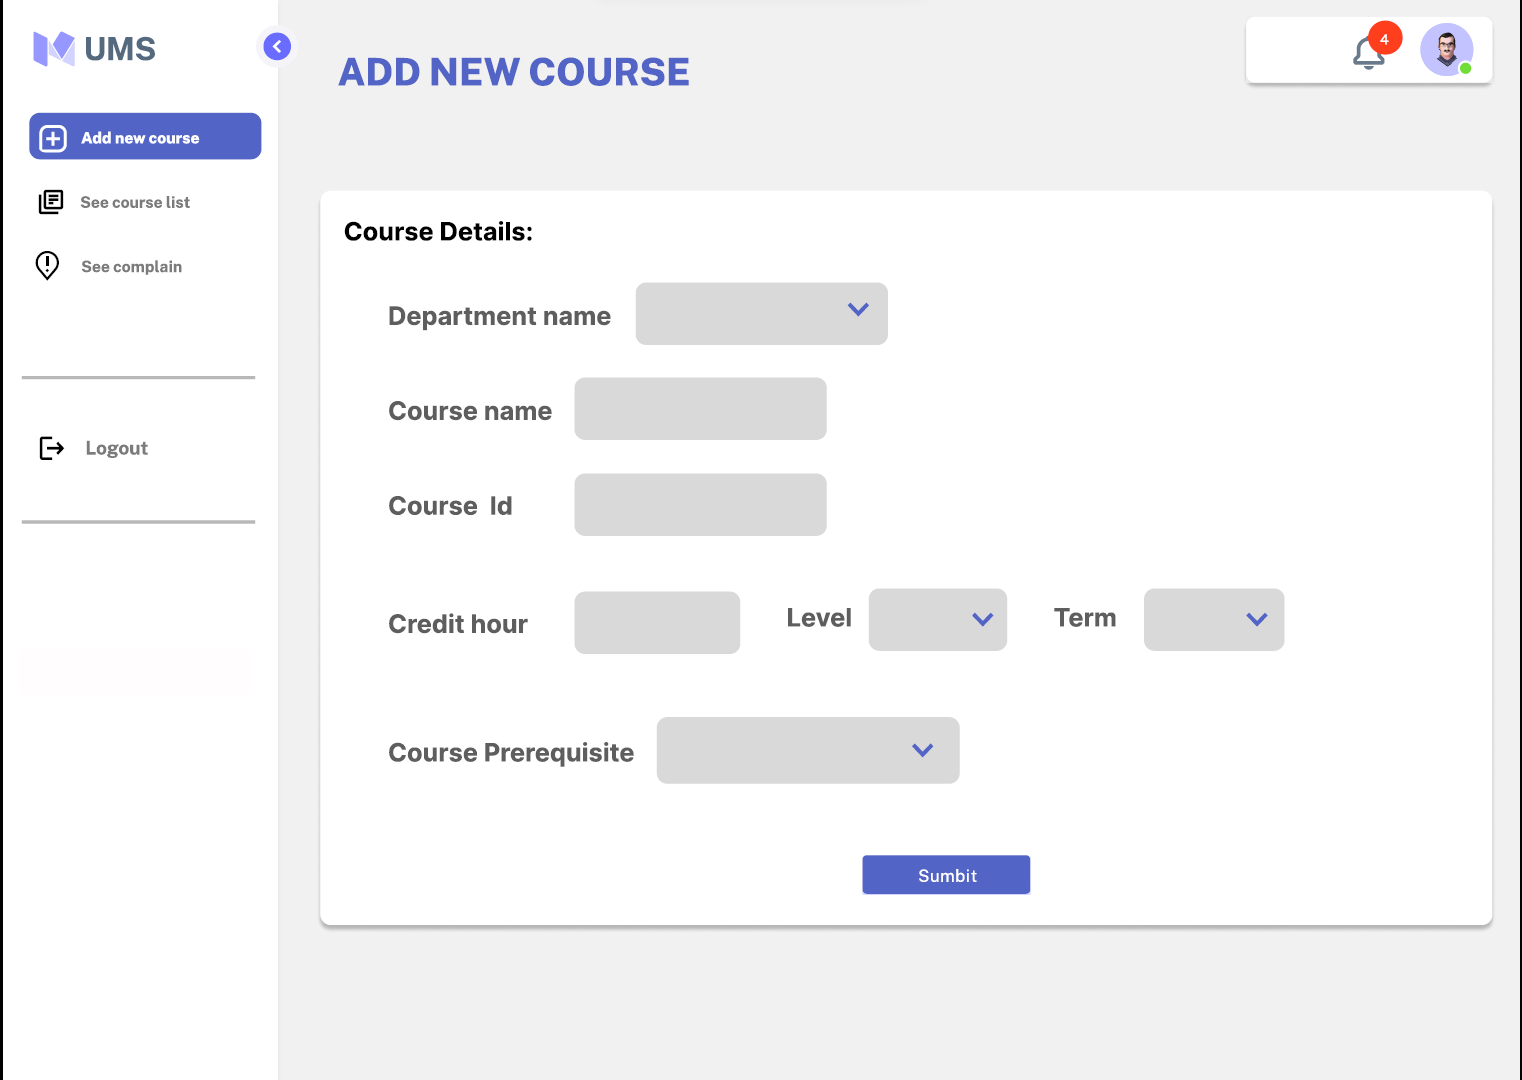 UMS
ADD NEW COURSE
4
Add new course
See course list
See complain
Logout
Course Details:
Department name
Course name
Course Id
Credit hour Level Term
Course Prerequisite
Sumbit